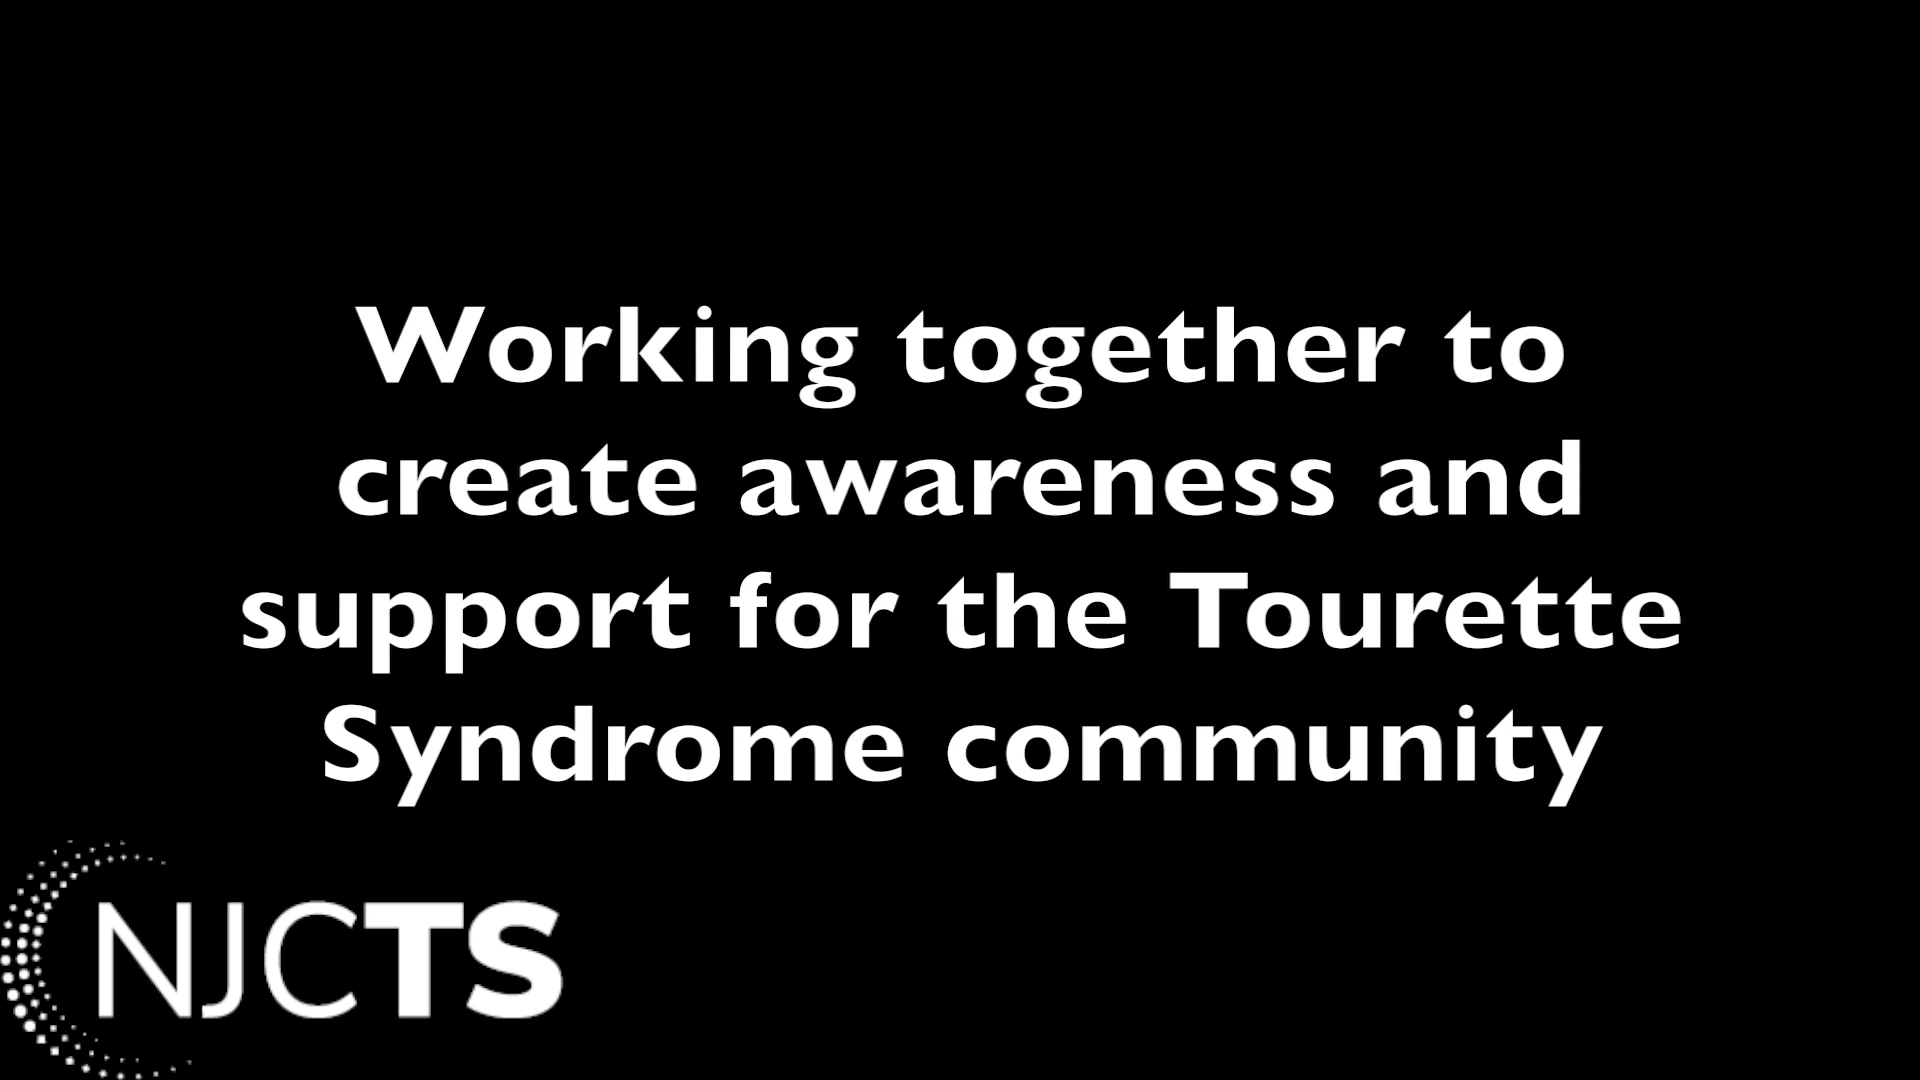 Working together to
create awareness and
support for the Tourette
Syndrome community
NJCTS